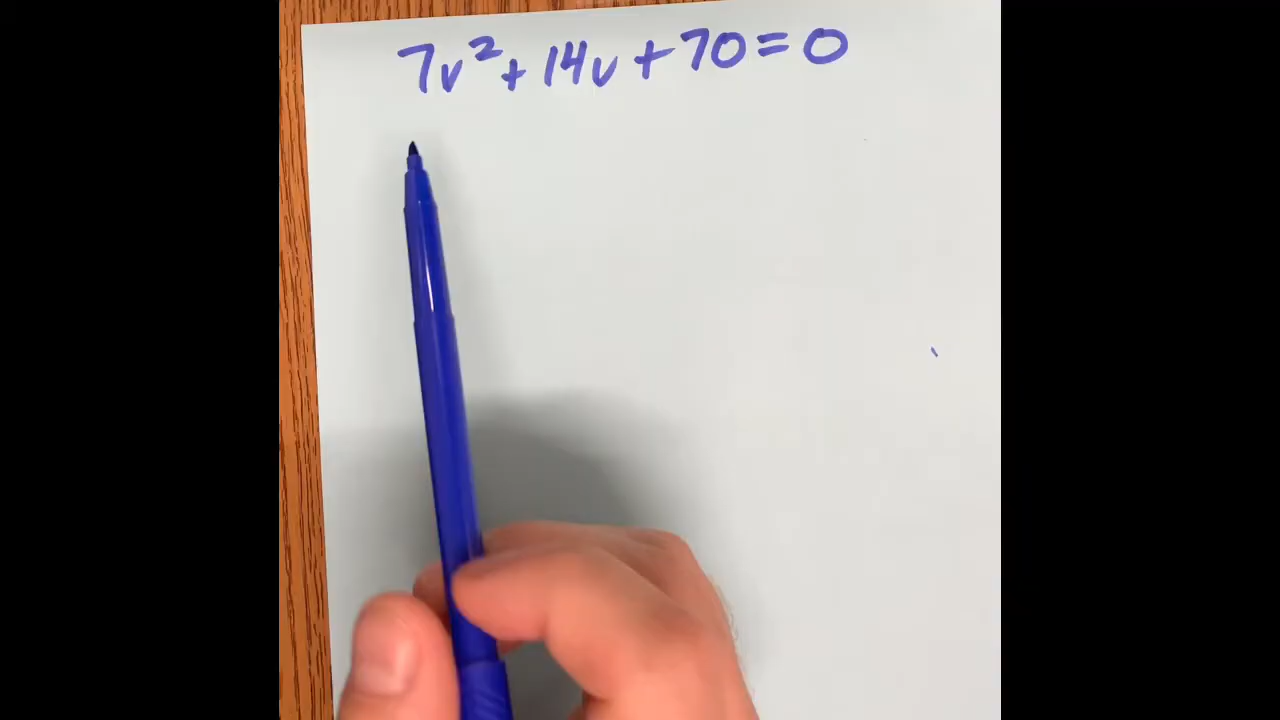 7v² + 14v + 70 = 0